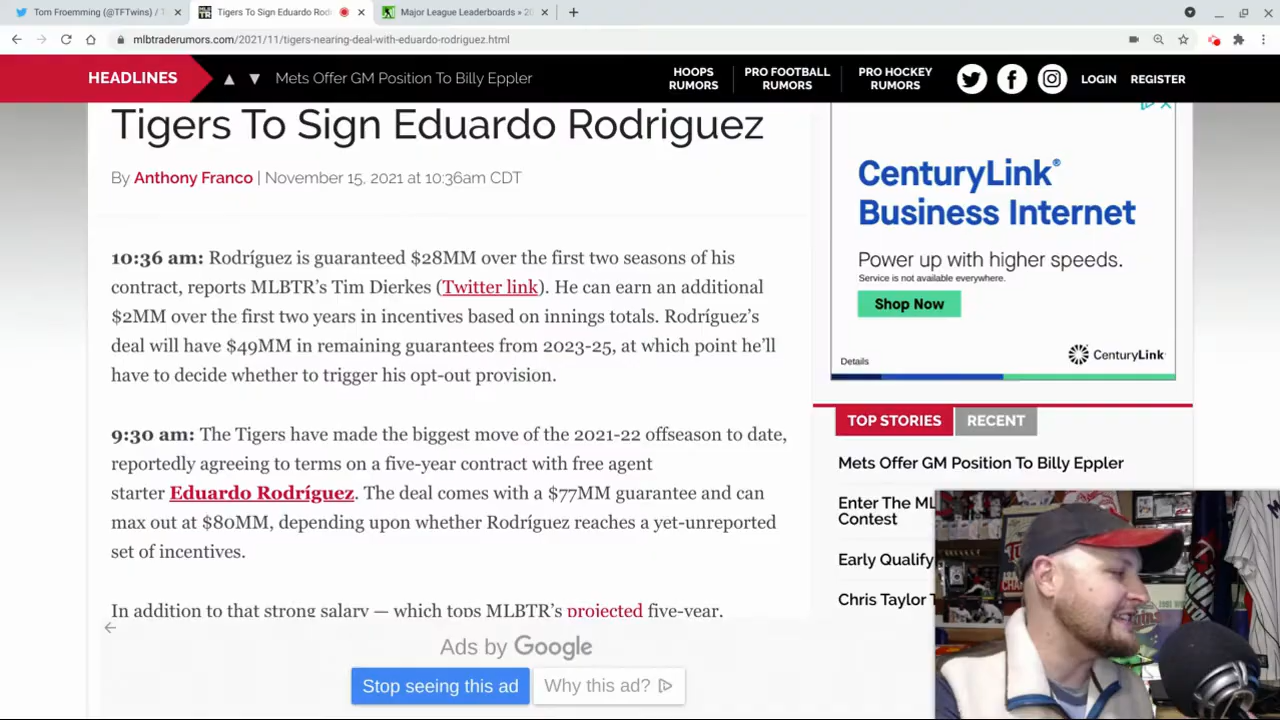 Tom Froemming (@TFTwins) / T
Tigers To Sign Eduardo Rod
Major League Leaderboards » 20
mlbtraderumors.com/2021/11/tigers-nearing-deal-with-eduardo-rodriguez.html
HEADLINES
Mets Offer GM Position To Billy Eppler
HOOPS RUMORS
PRO FOOTBALL RUMORS
PRO HOCKEY RUMORS
LOGIN
REGISTER
Tigers To Sign Eduardo Rodriguez
By Anthony Franco | November 15, 2021 at 10:36am CDT
10:36 am: Rodríguez is guaranteed $28MM over the first two seasons of his
contract, reports MLBTR’s Tim Dierkes (Twitter link). He can earn an additional
$2MM over the first two years in incentives based on innings totals. Rodríguez’s
deal will have $49MM in remaining guarantees from 2023-25, at which point he’ll
have to decide whether to trigger his opt-out provision.
9:30 am: The Tigers have made the biggest move of the 2021-22 offseason to date,
reportedly agreeing to terms on a five-year contract with free agent
starter Eduardo Rodríguez. The deal comes with a $77MM guarantee and can
max out at $80MM, depending upon whether Rodríguez reaches a yet-unreported
set of incentives.
In addition to that strong salary — which tops MLBTR’s projected five-year,
Ads by Google
Stop seeing this ad
Why this ad?
CenturyLink®
Business Internet
Power up with higher speeds.
Service is not available everywhere.
Shop Now
Details
CenturyLink
TOP STORIES
RECENT
Mets Offer GM Position To Billy Eppler
Enter The ML
Contest
Early Qualify
Chris Taylor T